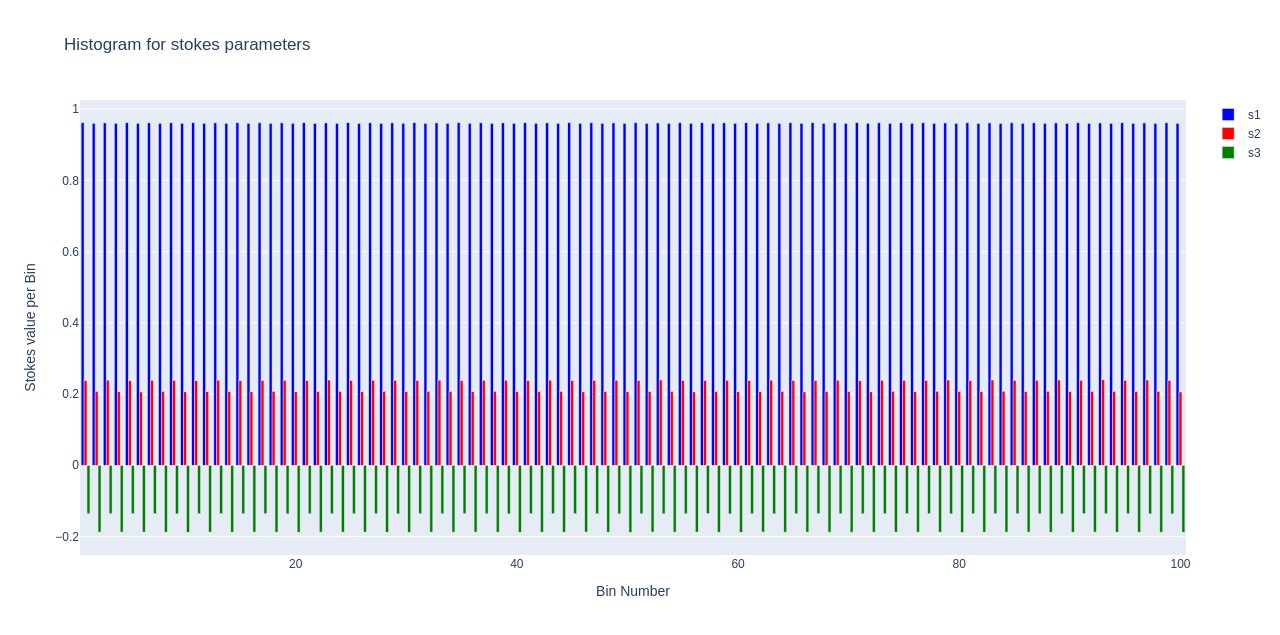 Histogram for stokes parameters
1
0.8
0.6
0.4
0.2
0
−0.2
Stokes value per Bin
20 40 60 80 100
Bin Number
s1
s2
s3